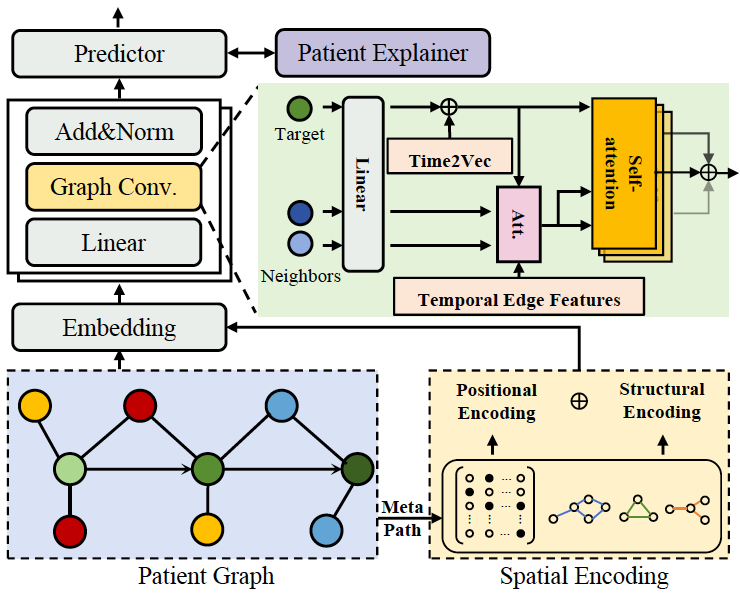 Predictor
Patient Explainer
Add&Norm
Graph Conv.
Linear
Embedding
Target
Neighbors
Linear
Time2Vec
Att.
Temporal Edge Features
Self-
attention
Patient Graph
Meta
Path
Positional
Encoding
Structural
Encoding
Spatial Encoding